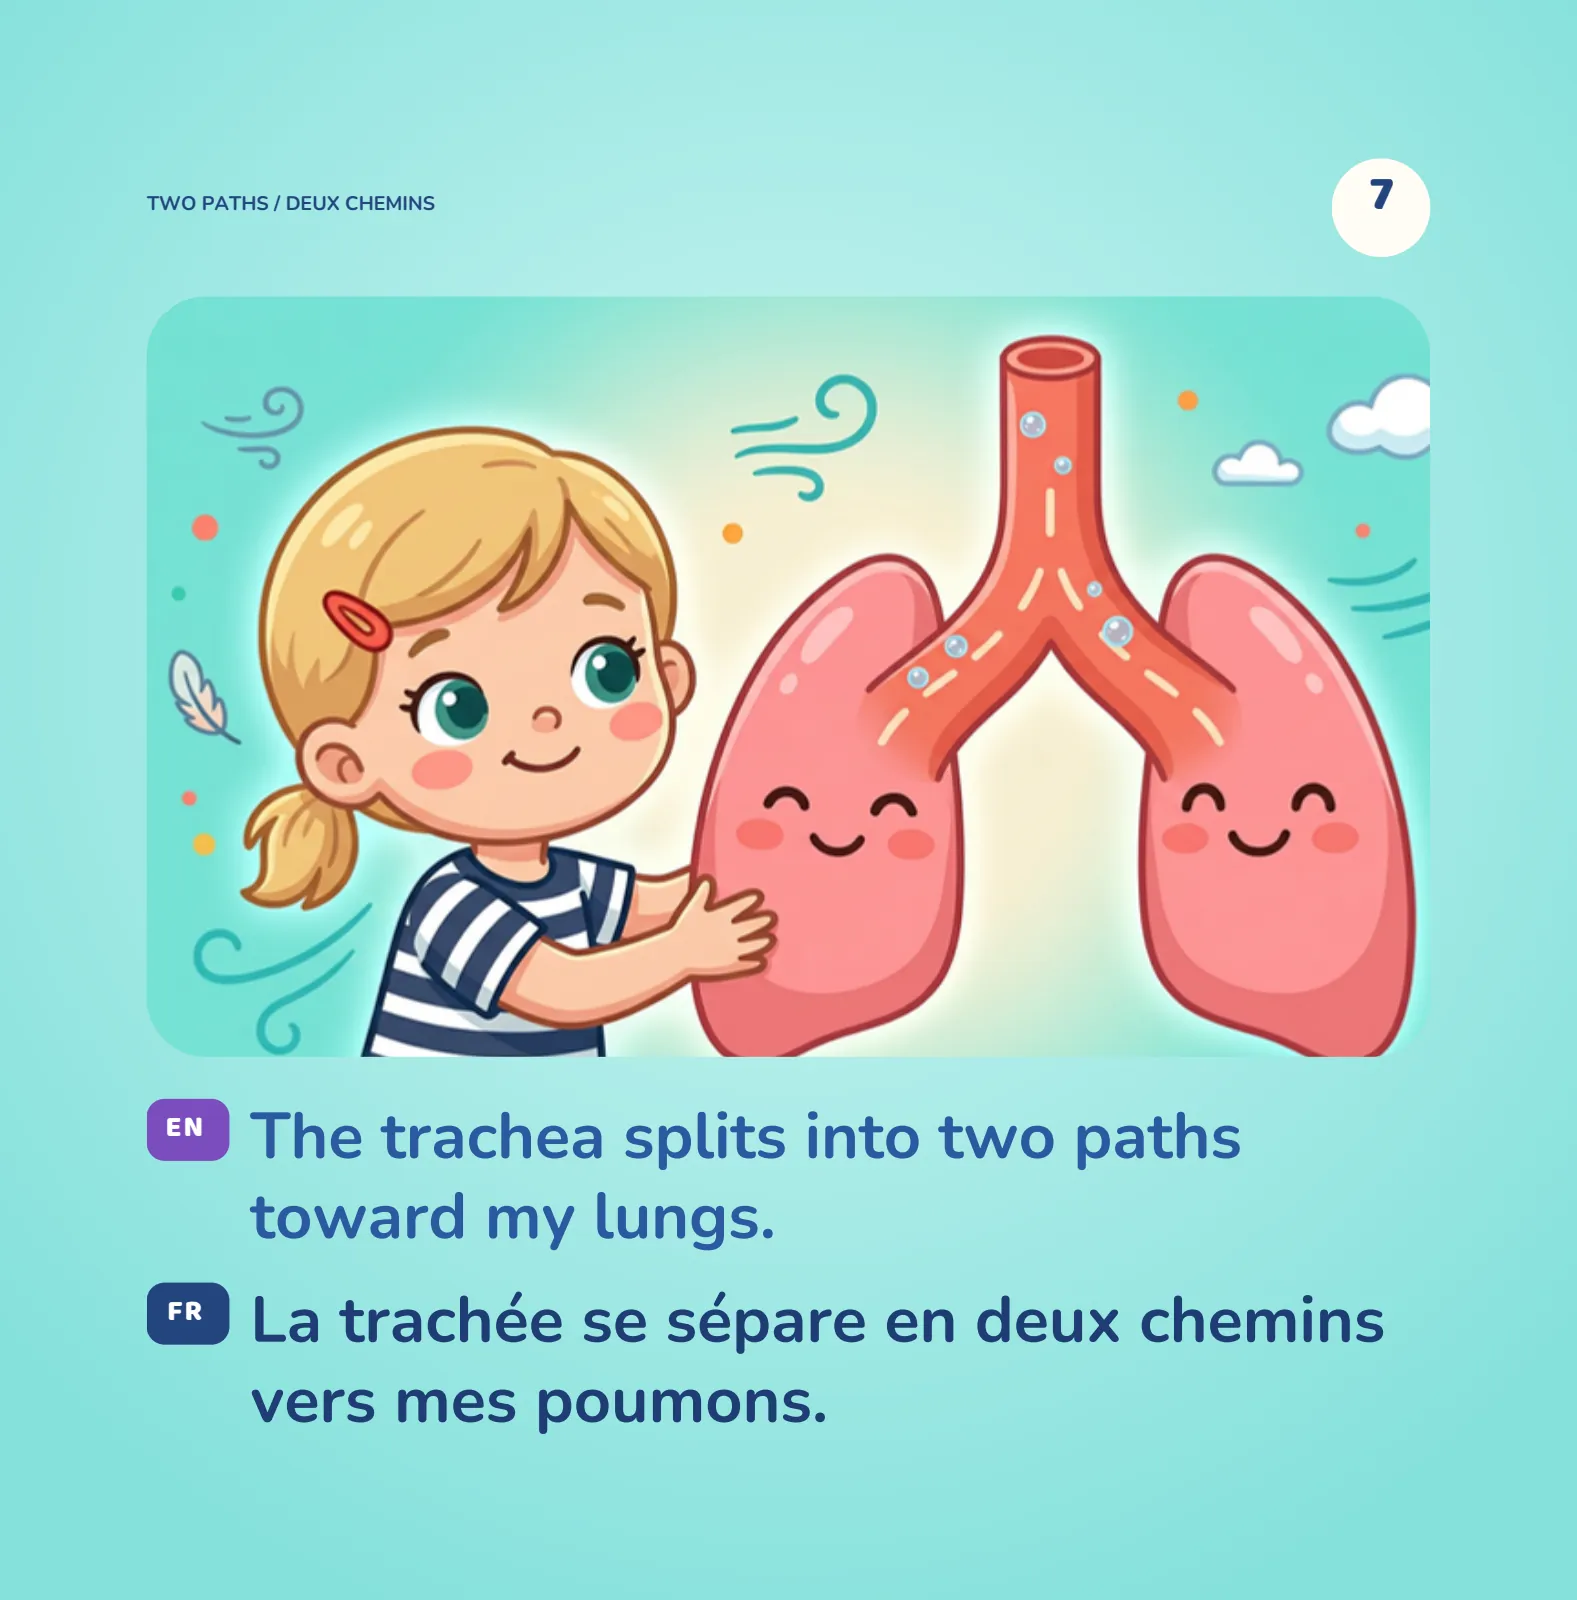 TWO PATHS / DEUX CHEMINS
7
EN
The trachea splits into two paths
toward my lungs.
FR
La trachée se sépare en deux chemins
vers mes poumons.